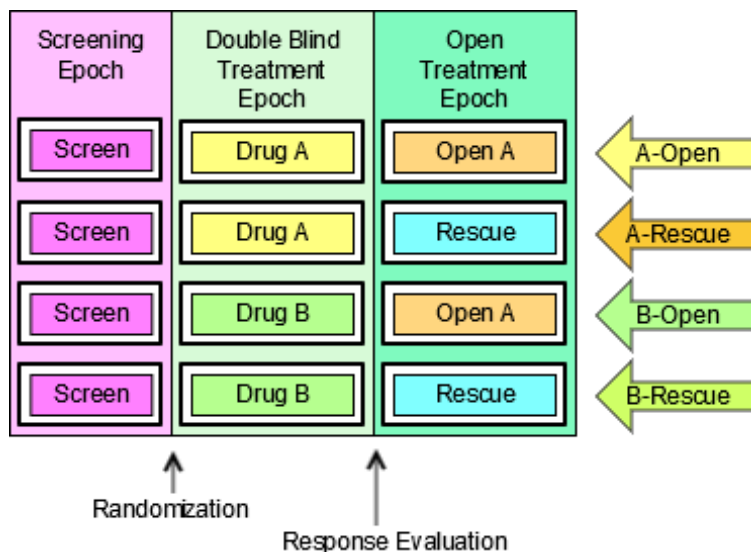 Screening
Epoch
Double Blind
Treatment
Epoch
Open
Treatment
Epoch
Screen
Drug A
Open A
A-Open
Screen
Drug A
Rescue
A-Rescue
Screen
Drug B
Open A
B-Open
Screen
Drug B
Rescue
B-Rescue
Randomization
Response Evaluation